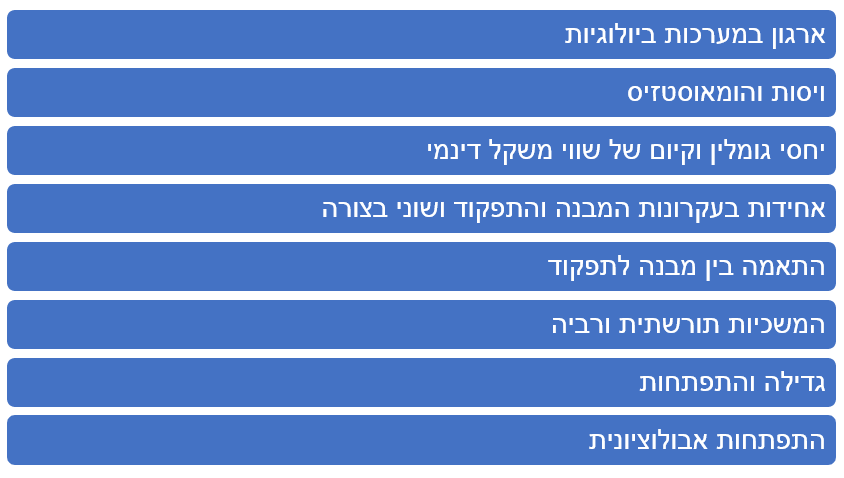 ארגון במערכות ביולוגיות
ויסות והומאוסטזיס
יחסי גומלין וקיום של שווי משקל דינמי
אחידות בעקרונות המבנה והתפקוד ושוני בצורה
התאמה בין מבנה לתפקוד
המשכיות תורשתית ורביה
גדילה והתפתחות
התפתחות אבולוציונית